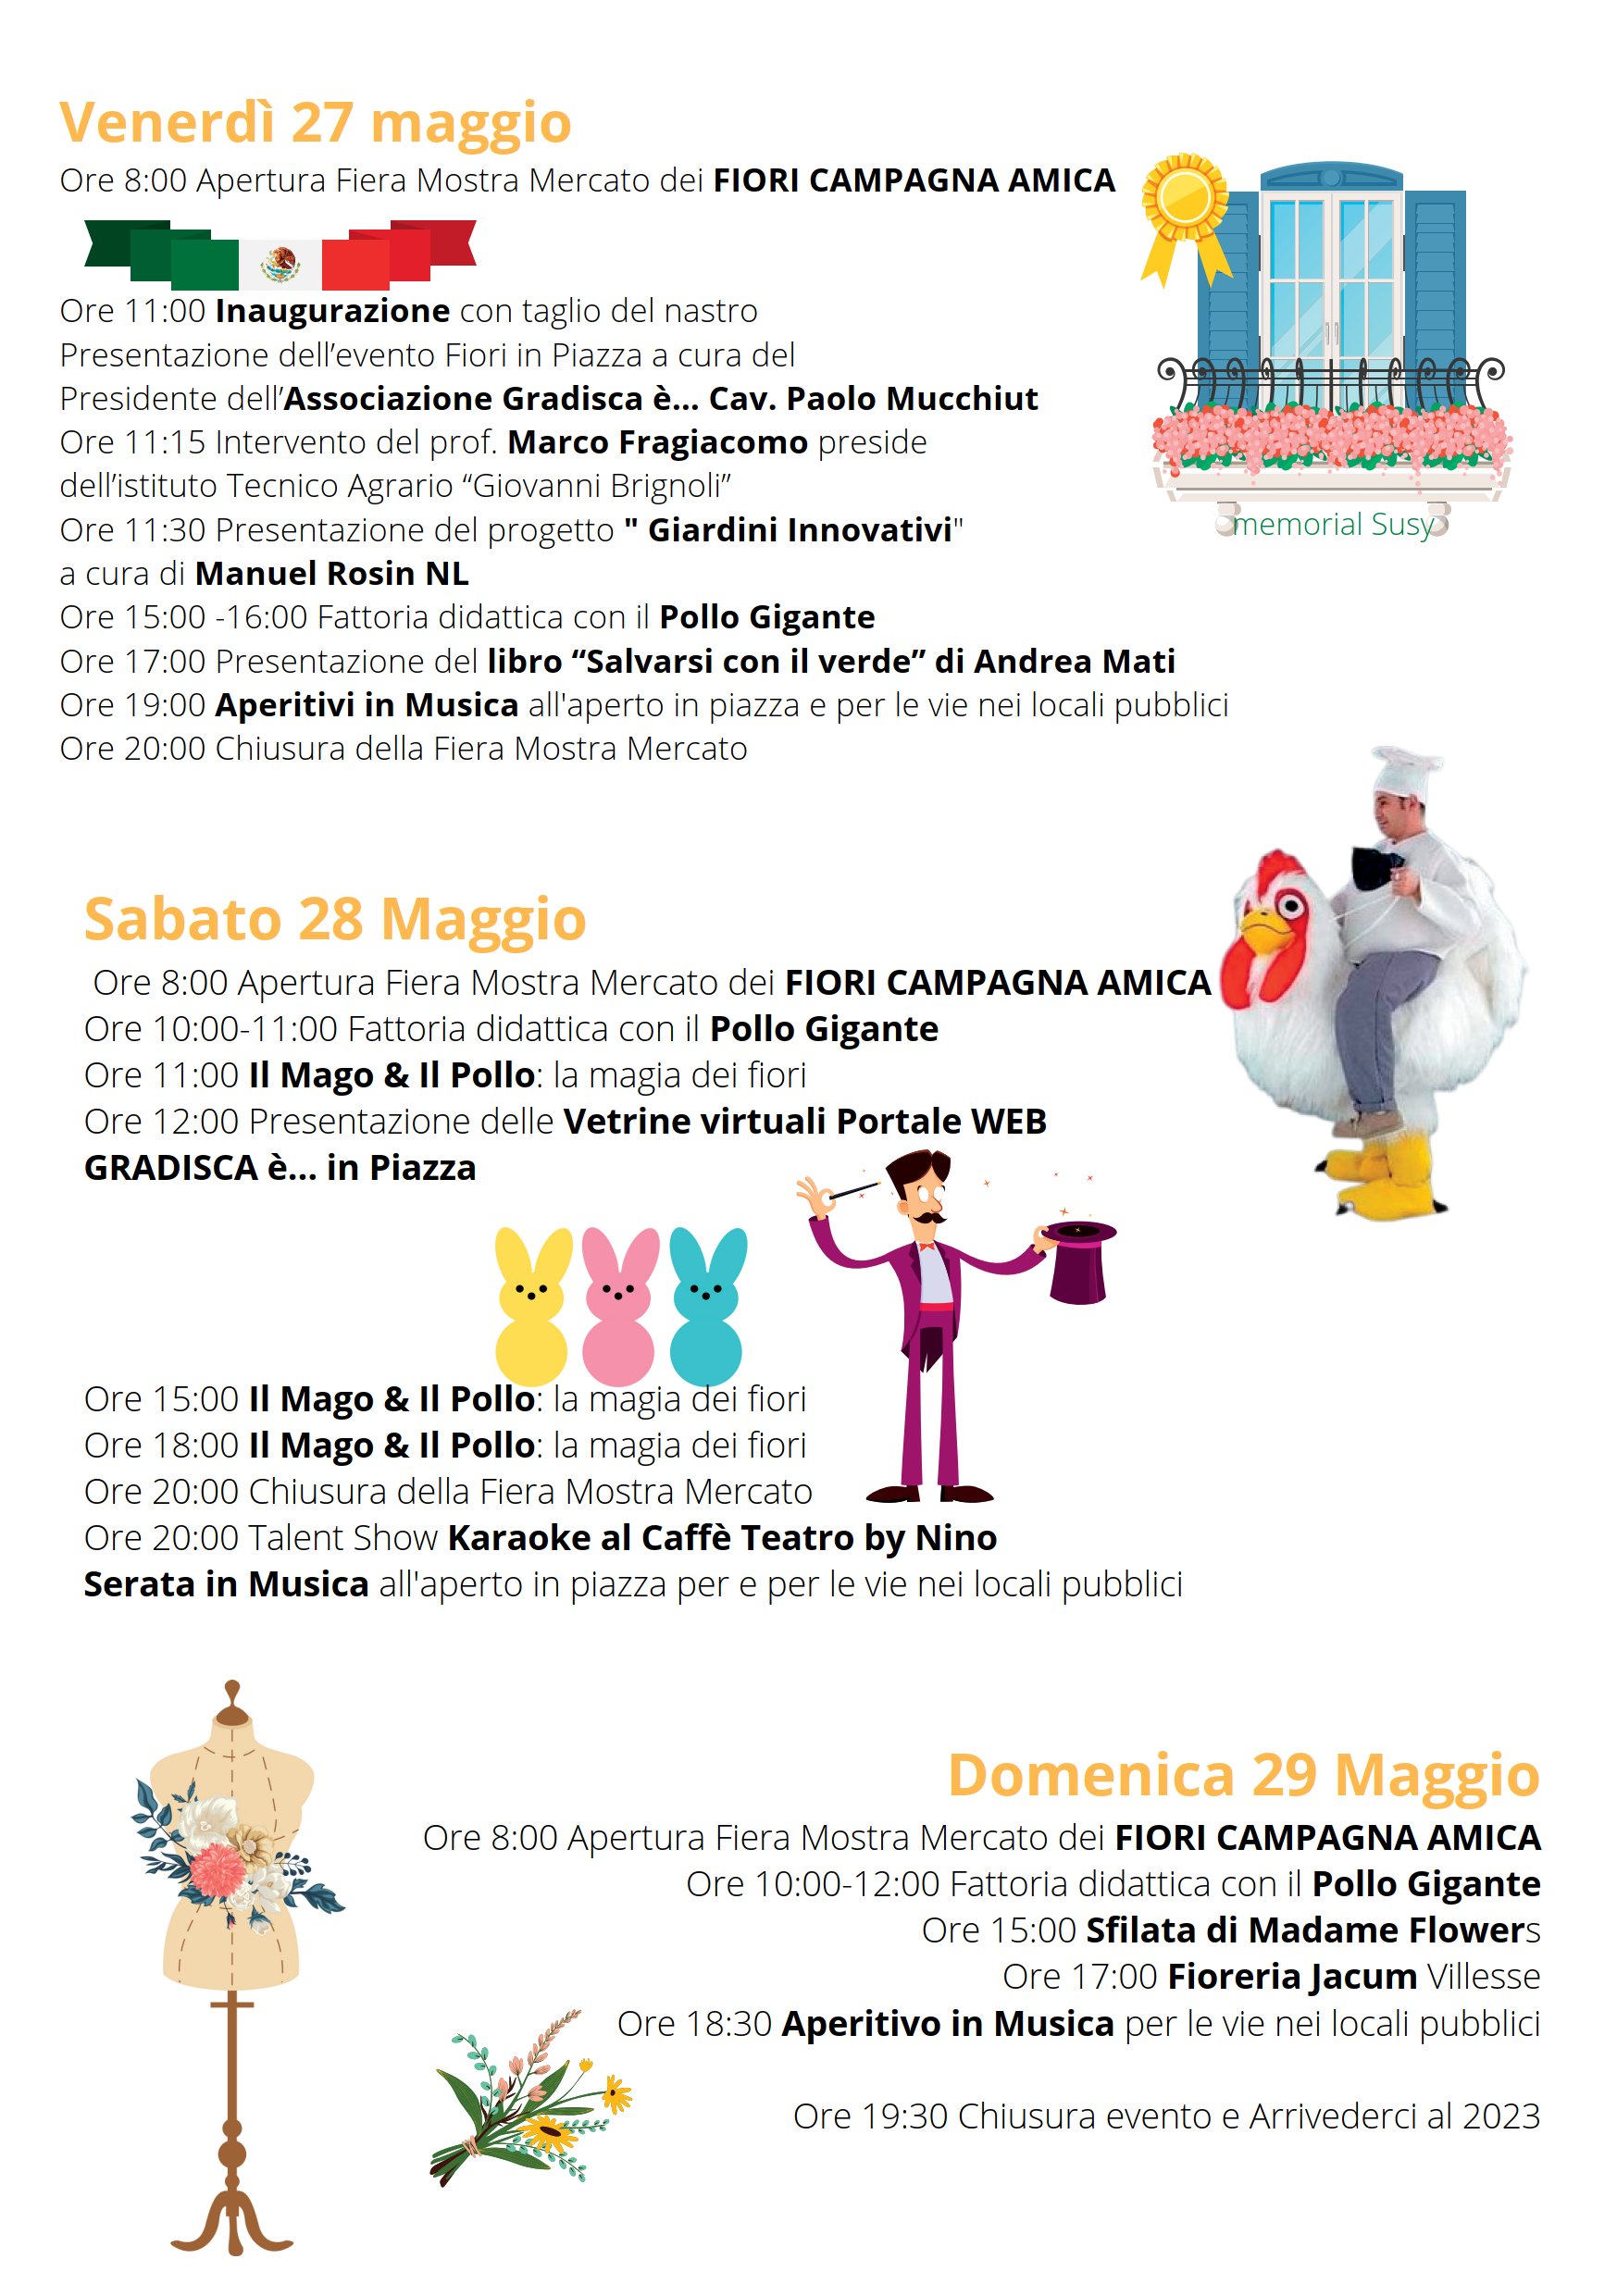 Venerdì 27 maggio
Ore 8:00 Apertura Fiera Mostra Mercato dei FIORI CAMPAGNA AMICA
Ore 11:00 Inaugurazione con taglio del nastro
Presentazione dell’evento Fiori in Piazza a cura del
Presidente dell’Associazione Gradisca è... Cav. Paolo Mucchiut
Ore 11:15 Intervento del prof. Marco Fragiacomo preside
dell’istituto Tecnico Agrario “Giovanni Brignoli”
Ore 11:30 Presentazione del progetto " Giardini Innovativi"
a cura di Manuel Rosin NL
Ore 15:00 -16:00 Fattoria didattica con il Pollo Gigante
Ore 17:00 Presentazione del libro “Salvarsi con il verde” di Andrea Mati
Ore 19:00 Aperitivi in Musica all'aperto in piazza e per le vie nei locali pubblici
Ore 20:00 Chiusura della Fiera Mostra Mercato
memorial Susy
Sabato 28 Maggio
Ore 8:00 Apertura Fiera Mostra Mercato dei FIORI CAMPAGNA AMICA
Ore 10:00-11:00 Fattoria didattica con il Pollo Gigante
Ore 11:00 Il Mago & Il Pollo: la magia dei fiori
Ore 12:00 Presentazione delle Vetrine virtuali Portale WEB
GRADISCA è... in Piazza
Ore 15:00 Il Mago & Il Pollo: la magia dei fiori
Ore 18:00 Il Mago & Il Pollo: la magia dei fiori
Ore 20:00 Chiusura della Fiera Mostra Mercato
Ore 20:00 Talent Show Karaoke al Caffè Teatro by Nino
Serata in Musica all'aperto in piazza per e per le vie nei locali pubblici
Domenica 29 Maggio
Ore 8:00 Apertura Fiera Mostra Mercato dei FIORI CAMPAGNA AMICA
Ore 10:00-12:00 Fattoria didattica con il Pollo Gigante
Ore 15:00 Sfilata di Madame Flowers
Ore 17:00 Fioreria Jacum Villesse
Ore 18:30 Aperitivo in Musica per le vie nei locali pubblici
Ore 19:30 Chiusura evento e Arrivederci al 2023